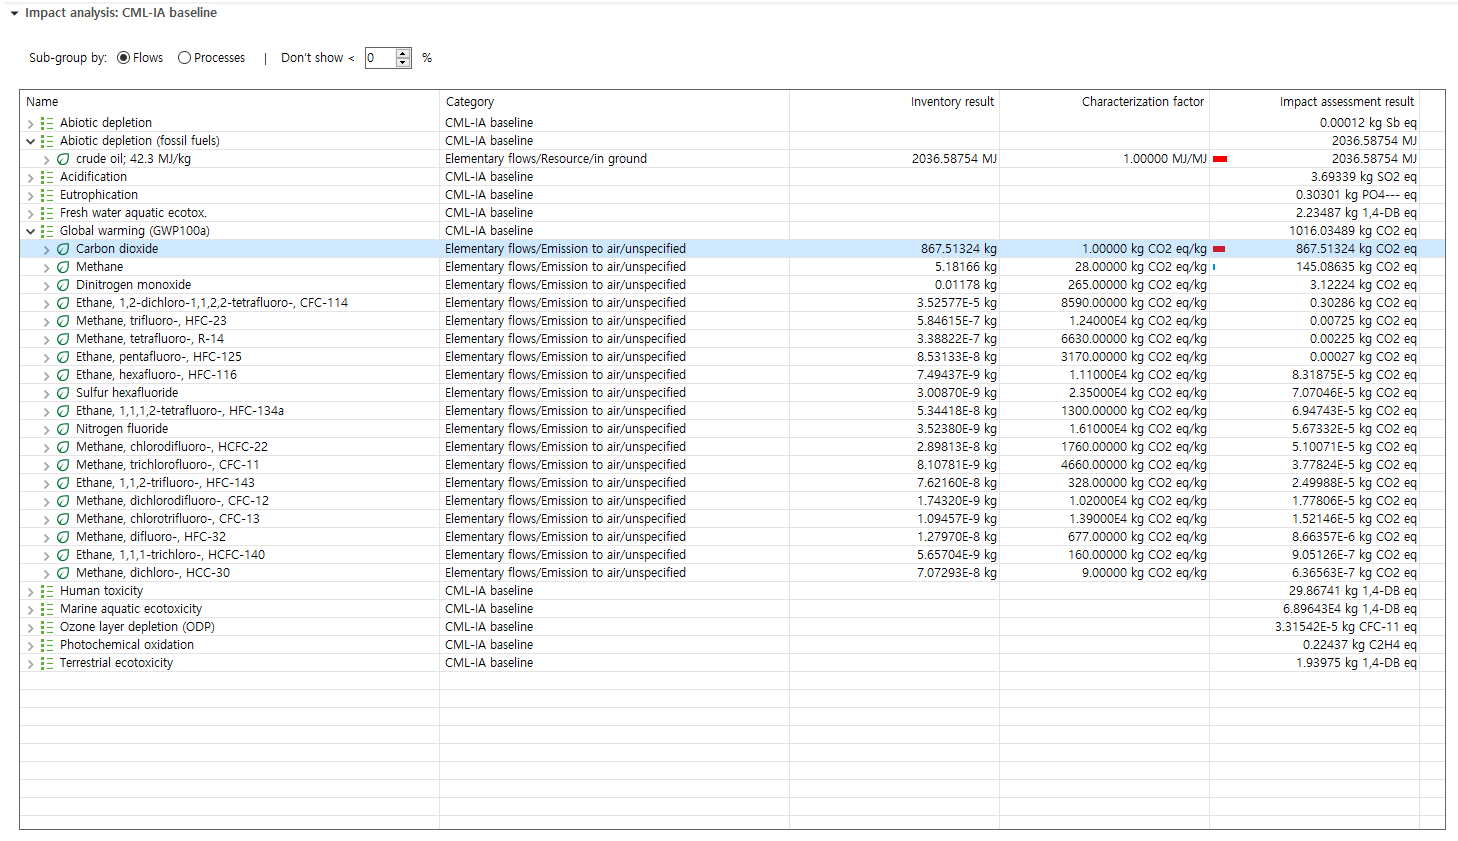 Impact analysis: CML-IA baseline
Sub-group by: Flows Processes | Don't show < 0 %
Name Category Inventory result Characterization factor Impact assessment result
Abiotic depletion CML-IA baseline 0.00012 kg Sb eq
Abiotic depletion (fossil fuels) CML-IA baseline 2036.58754 MJ
crude oil; 42.3 MJ/kg Elementary flows/Resource/in ground 2036.58754 MJ 1.00000 MJ/MJ 2036.58754 MJ
Acidification CML-IA baseline 3.69339 kg SO2 eq
Eutrophication CML-IA baseline 0.30301 kg PO4--- eq
Fresh water aquatic ecotox. CML-IA baseline 2.23487 kg 1,4-DB eq
Global warming (GWP100a) CML-IA baseline 1016.03489 kg CO2 eq
Carbon dioxide Elementary flows/Emission to air/unspecified 867.51324 kg 1.00000 kg CO2 eq/kg 867.51324 kg CO2 eq
Methane Elementary flows/Emission to air/unspecified 5.18166 kg 28.00000 kg CO2 eq/kg 145.08635 kg CO2 eq
Dinitrogen monoxide Elementary flows/Emission to air/unspecified 0.01178 kg 265.00000 kg CO2 eq/kg 3.12224 kg CO2 eq
Ethane, 1,2-dichloro-1,1,2,2-tetrafluoro-, CFC-114 Elementary flows/Emission to air/unspecified 3.52577E-5 kg 8590.00000 kg CO2 eq/kg 0.30286 kg CO2 eq
Methane, trifluoro-, HFC-23 Elementary flows/Emission to air/unspecified 5.84615E-7 kg 1.24000E4 kg CO2 eq/kg 0.00725 kg CO2 eq
Methane, tetrafluoro-, R-14 Elementary flows/Emission to air/unspecified 3.38822E-7 kg 6630.00000 kg CO2 eq/kg 0.00225 kg CO2 eq
Ethane, pentafluoro-, HFC-125 Elementary flows/Emission to air/unspecified 8.53133E-8 kg 3170.00000 kg CO2 eq/kg 0.00027 kg CO2 eq
Ethane, hexafluoro-, HFC-116 Elementary flows/Emission to air/unspecified 7.49437E-9 kg 1.11000E4 kg CO2 eq/kg 8.31875E-5 kg CO2 eq
Sulfur hexafluoride Elementary flows/Emission to air/unspecified 3.00870E-9 kg 2.35000E4 kg CO2 eq/kg 7.07046E-5 kg CO2 eq
Ethane, 1,1,1,2-tetrafluoro-, HFC-134a Elementary flows/Emission to air/unspecified 5.34418E-8 kg 1300.00000 kg CO2 eq/kg 6.94743E-5 kg CO2 eq
Nitrogen fluoride Elementary flows/Emission to air/unspecified 3.52380E-9 kg 1.61000E4 kg CO2 eq/kg 5.67332E-5 kg CO2 eq
Methane, chlorodifluoro-, HCFC-22 Elementary flows/Emission to air/unspecified 2.89813E-8 kg 1760.00000 kg CO2 eq/kg 5.10071E-5 kg CO2 eq
Methane, trichlorofluoro-, CFC-11 Elementary flows/Emission to air/unspecified 8.10781E-9 kg 4660.00000 kg CO2 eq/kg 3.77824E-5 kg CO2 eq
Ethane, 1,1,2-trifluoro-, HFC-143 Elementary flows/Emission to air/unspecified 7.62160E-8 kg 328.00000 kg CO2 eq/kg 2.49988E-5 kg CO2 eq
Methane, dichlorodifluoro-, CFC-12 Elementary flows/Emission to air/unspecified 1.74320E-9 kg 1.02000E4 kg CO2 eq/kg 1.77806E-5 kg CO2 eq
Methane, chlorotrifluoro-, CFC-13 Elementary flows/Emission to air/unspecified 1.09457E-9 kg 1.39000E4 kg CO2 eq/kg 1.52146E-5 kg CO2 eq
Methane, difluoro-, HFC-32 Elementary flows/Emission to air/unspecified 1.27970E-8 kg 677.00000 kg CO2 eq/kg 8.66357E-6 kg CO2 eq
Ethane, 1,1,1-trichloro-, HCFC-140 Elementary flows/Emission to air/unspecified 5.65704E-9 kg 160.00000 kg CO2 eq/kg 9.05126E-7 kg CO2 eq
Methane, dichloro-, HCC-30 Elementary flows/Emission to air/unspecified 7.07293E-8 kg 9.00000 kg CO2 eq/kg 6.36563E-7 kg CO2 eq
Human toxicity CML-IA baseline 29.86741 kg 1,4-DB eq
Marine aquatic ecotoxicity CML-IA baseline 6.89643E4 kg 1,4-DB eq
Ozone layer depletion (ODP) CML-IA baseline 3.31542E-5 kg CFC-11 eq
Photochemical oxidation CML-IA baseline 0.22437 kg C2H4 eq
Terrestrial ecotoxicity CML-IA baseline 1.93975 kg 1,4-DB eq